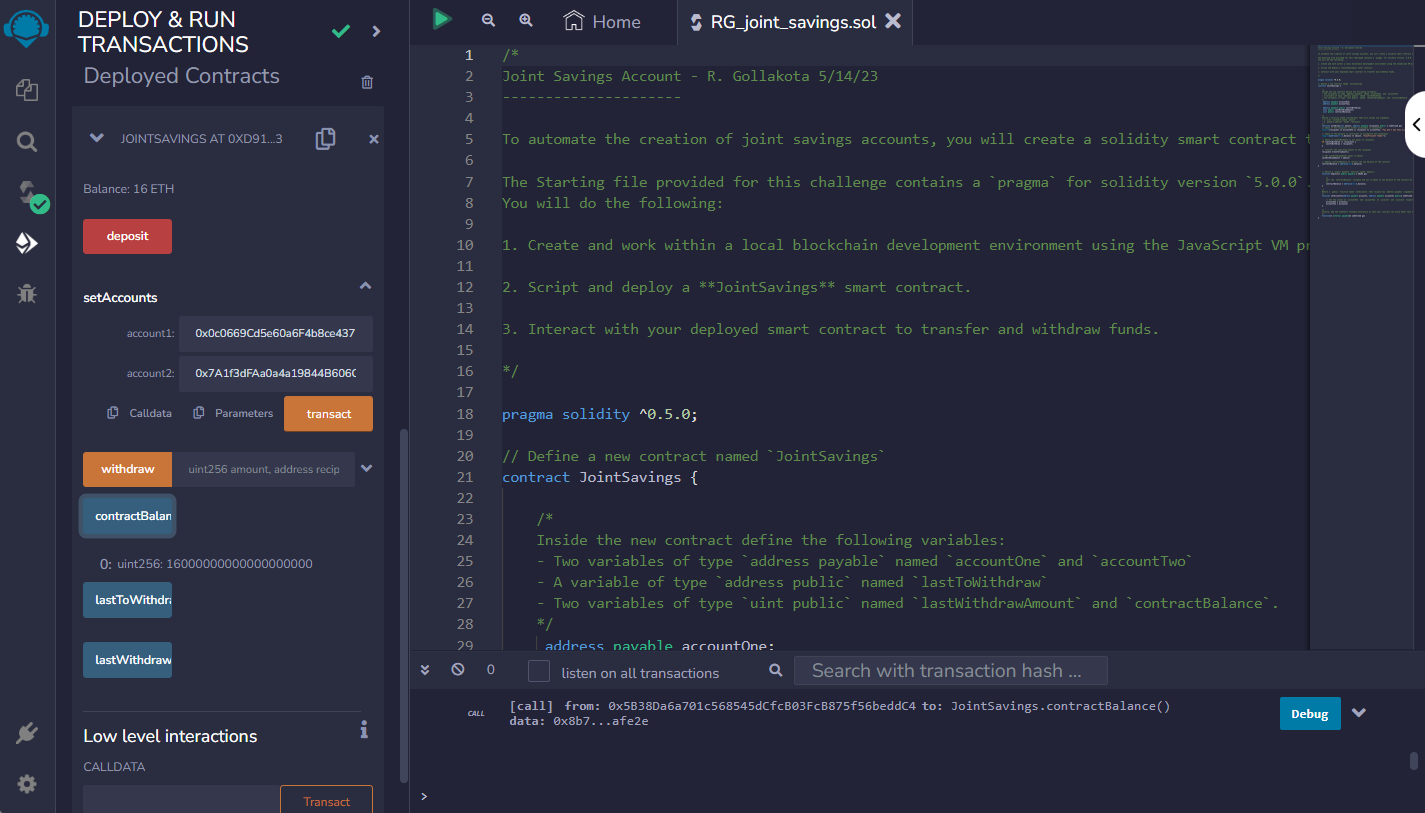 DEPLOY & RUN
TRANSACTIONS
Deployed Contracts
JOINTSAVINGS AT 0XD91...3
Balance: 16 ETH
deposit
setAccounts
account1: 0x0c0669Cd5e60a6F4b8ce437
account2: 0x7A1f3dFAa0a4a19844B606C
Calldata Parameters transact
withdraw uint256 amount, address recip
contractBalan
0: uint256: 16000000000000000000
lastToWithdr
lastWithdraw
Low level interactions
CALLDATA
Transact
Home RG_joint_savings.sol
1 /*
2 Joint Savings Account - R. Gollakota 5/14/23
3 ---------------------
4
5 To automate the creation of joint savings accounts, you will create a solidity smart contract t
6
7 The Starting file provided for this challenge contains a `pragma` for solidity version `5.0.0`.
8 You will do the following:
9
10 1. Create and work within a local blockchain development environment using the JavaScript VM pr
11
12 2. Script and deploy a **JointSavings** smart contract.
13
14 3. Interact with your deployed smart contract to transfer and withdraw funds.
15
16 */
17
18 pragma solidity ^0.5.0;
19
20 // Define a new contract named `JointSavings`
21 contract JointSavings {
22
23 /*
24 Inside the new contract define the following variables:
25 - Two variables of type `address payable` named `accountOne` and `accountTwo`
26 - A variable of type `address public` named `lastToWithdraw`
27 - Two variables of type `uint public` named `lastWithdrawAmount` and `contractBalance`.
28 */
29 address payable accountOne;
0 listen on all transactions Search with transaction hash ...
CALL [call] from: 0x5B38Da6a701c568545dCfcB03FcB875f56beddC4 to: JointSavings.contractBalance()
data: 0x8b7...afe2e
Debug
>